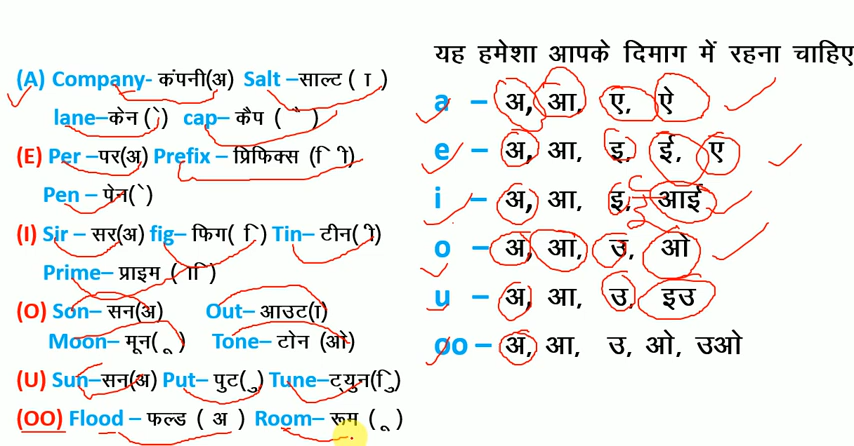 यह हमेशा आपके दिमाग में रहना चाहिए
(A) Company- कंपनी(अ) Salt –साल्ट ( ा )
lane–केन ( े) cap– कैप ( ै )
(E) Per –पर(अ) Prefix – प्रिफिक्स ( ि ी)
Pen – पेन( े)
(I) Sir – सर(अ) fig– फिग( ि ) Tin– टीन( ी)
Prime– प्राइम ( ा ि)
(O) Son– सन(अ) Out– आउट(ा)
Moon– मून( ू ) Tone– टोन (ओ)
(U) Sun–सन(अ) Put– पुट( ु) Tune–ट्युन( ि ु)
(OO) Flood – फल्ड ( अ ) Room– रूम ( ू )
a – अ, आ, ए, ऐ
e – अ, आ, इ, ई, ए
i – अ, आ, इ, आई
o – अ, आ, उ, ओ
u – अ, आ, उ, इउ
oo – अ, आ, उ, ओ, उओ